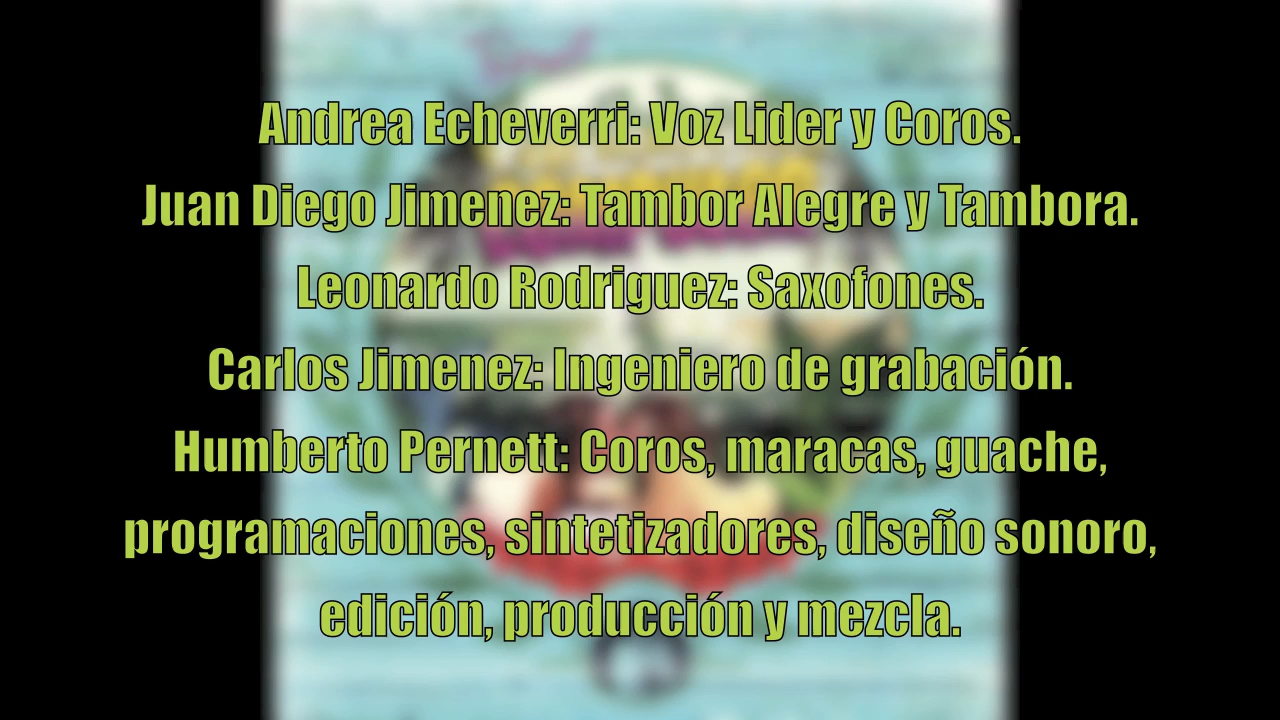 Andrea Echeverri: Voz Lider y Coros.
Juan Diego Jimenez: Tambor Alegre y Tambora.
Leonardo Rodriguez: Saxofones.
Carlos Jimenez: Ingeniero de grabación.
Humberto Pernett: Coros, maracas, guache,
programaciones, sintetizadores, diseño sonoro,
edición, producción y mezcla.